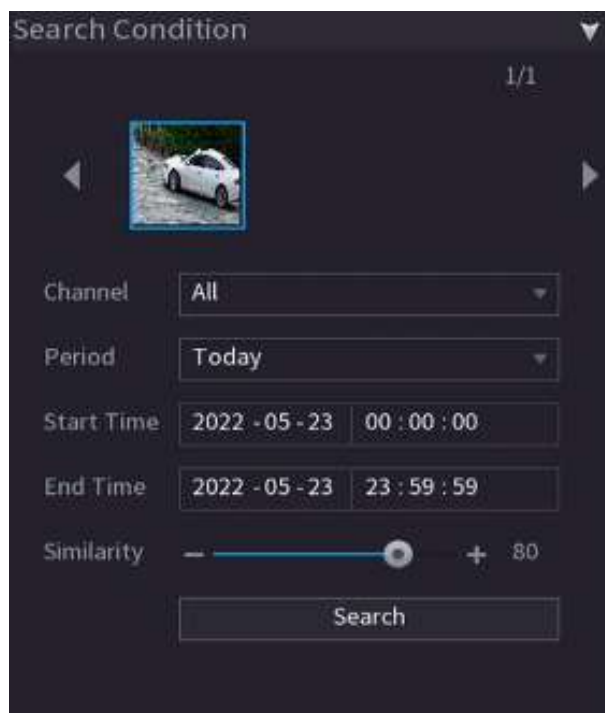 Search Condition
1/1
Channel All
Period Today
Start Time 2022 -05 -23 00 : 00 : 00
End Time 2022 -05 -23 23 : 59 : 59
Similarity − + 80
Search